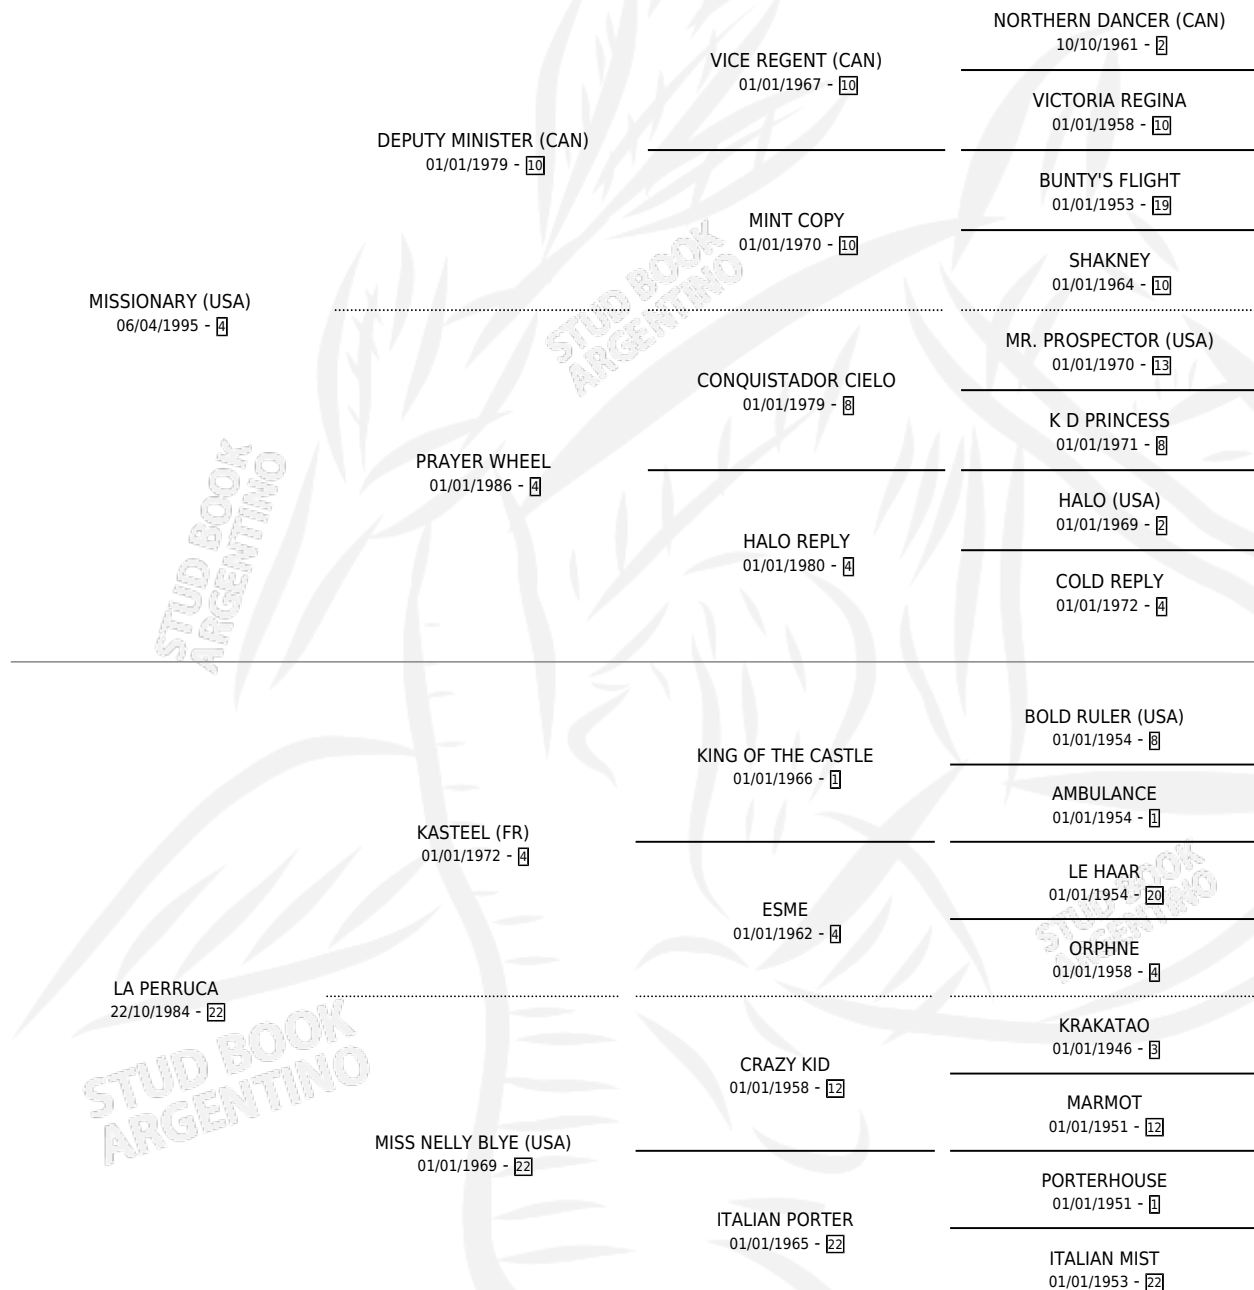 NORTHERN DANCER (CAN)
10/10/1961 - 2
VICE REGENT (CAN)
01/01/1967 - 10
VICTORIA REGINA
01/01/1958 - 10
DEPUTY MINISTER (CAN)
01/01/1979 - 10
BUNTY'S FLIGHT
01/01/1953 - 19
MINT COPY
01/01/1970 - 10
SHAKNEY
01/01/1964 - 10
MISSIONARY (USA)
06/04/1995 - 4
STUD BOOK
ARGENTINO
MR. PROSPECTOR (USA)
01/01/1970 - 13
CONQUISTADOR CIELO
01/01/1979 - 8
K D PRINCESS
01/01/1971 - 8
PRAYER WHEEL
01/01/1986 - 4
HALO (USA)
01/01/1969 - 2
HALO REPLY
01/01/1980 - 4
COLD REPLY
01/01/1972 - 4
STUD BOOK
ARGENTINO
BOLD RULER (USA)
01/01/1954 - 8
KING OF THE CASTLE
01/01/1966 - 1
AMBULANCE
01/01/1954 - 1
KASTEEL (FR)
01/01/1972 - 4
LE HAAR
01/01/1954 - 20
ESME
01/01/1962 - 4
ORPHNE
01/01/1958 - 4
STUD BOOK
ARGENTINO
LA PERRUCA
22/10/1984 - 22
KRAKATAO
01/01/1946 - 3
CRAZY KID
01/01/1958 - 12
MARMOT
01/01/1951 - 12
STUD BOOK
ARGENTINO
MISS NELLY BLYE (USA)
01/01/1969 - 22
PORTERHOUSE
01/01/1951 - 1
ITALIAN PORTER
01/01/1965 - 22
ITALIAN MIST
01/01/1953 - 22